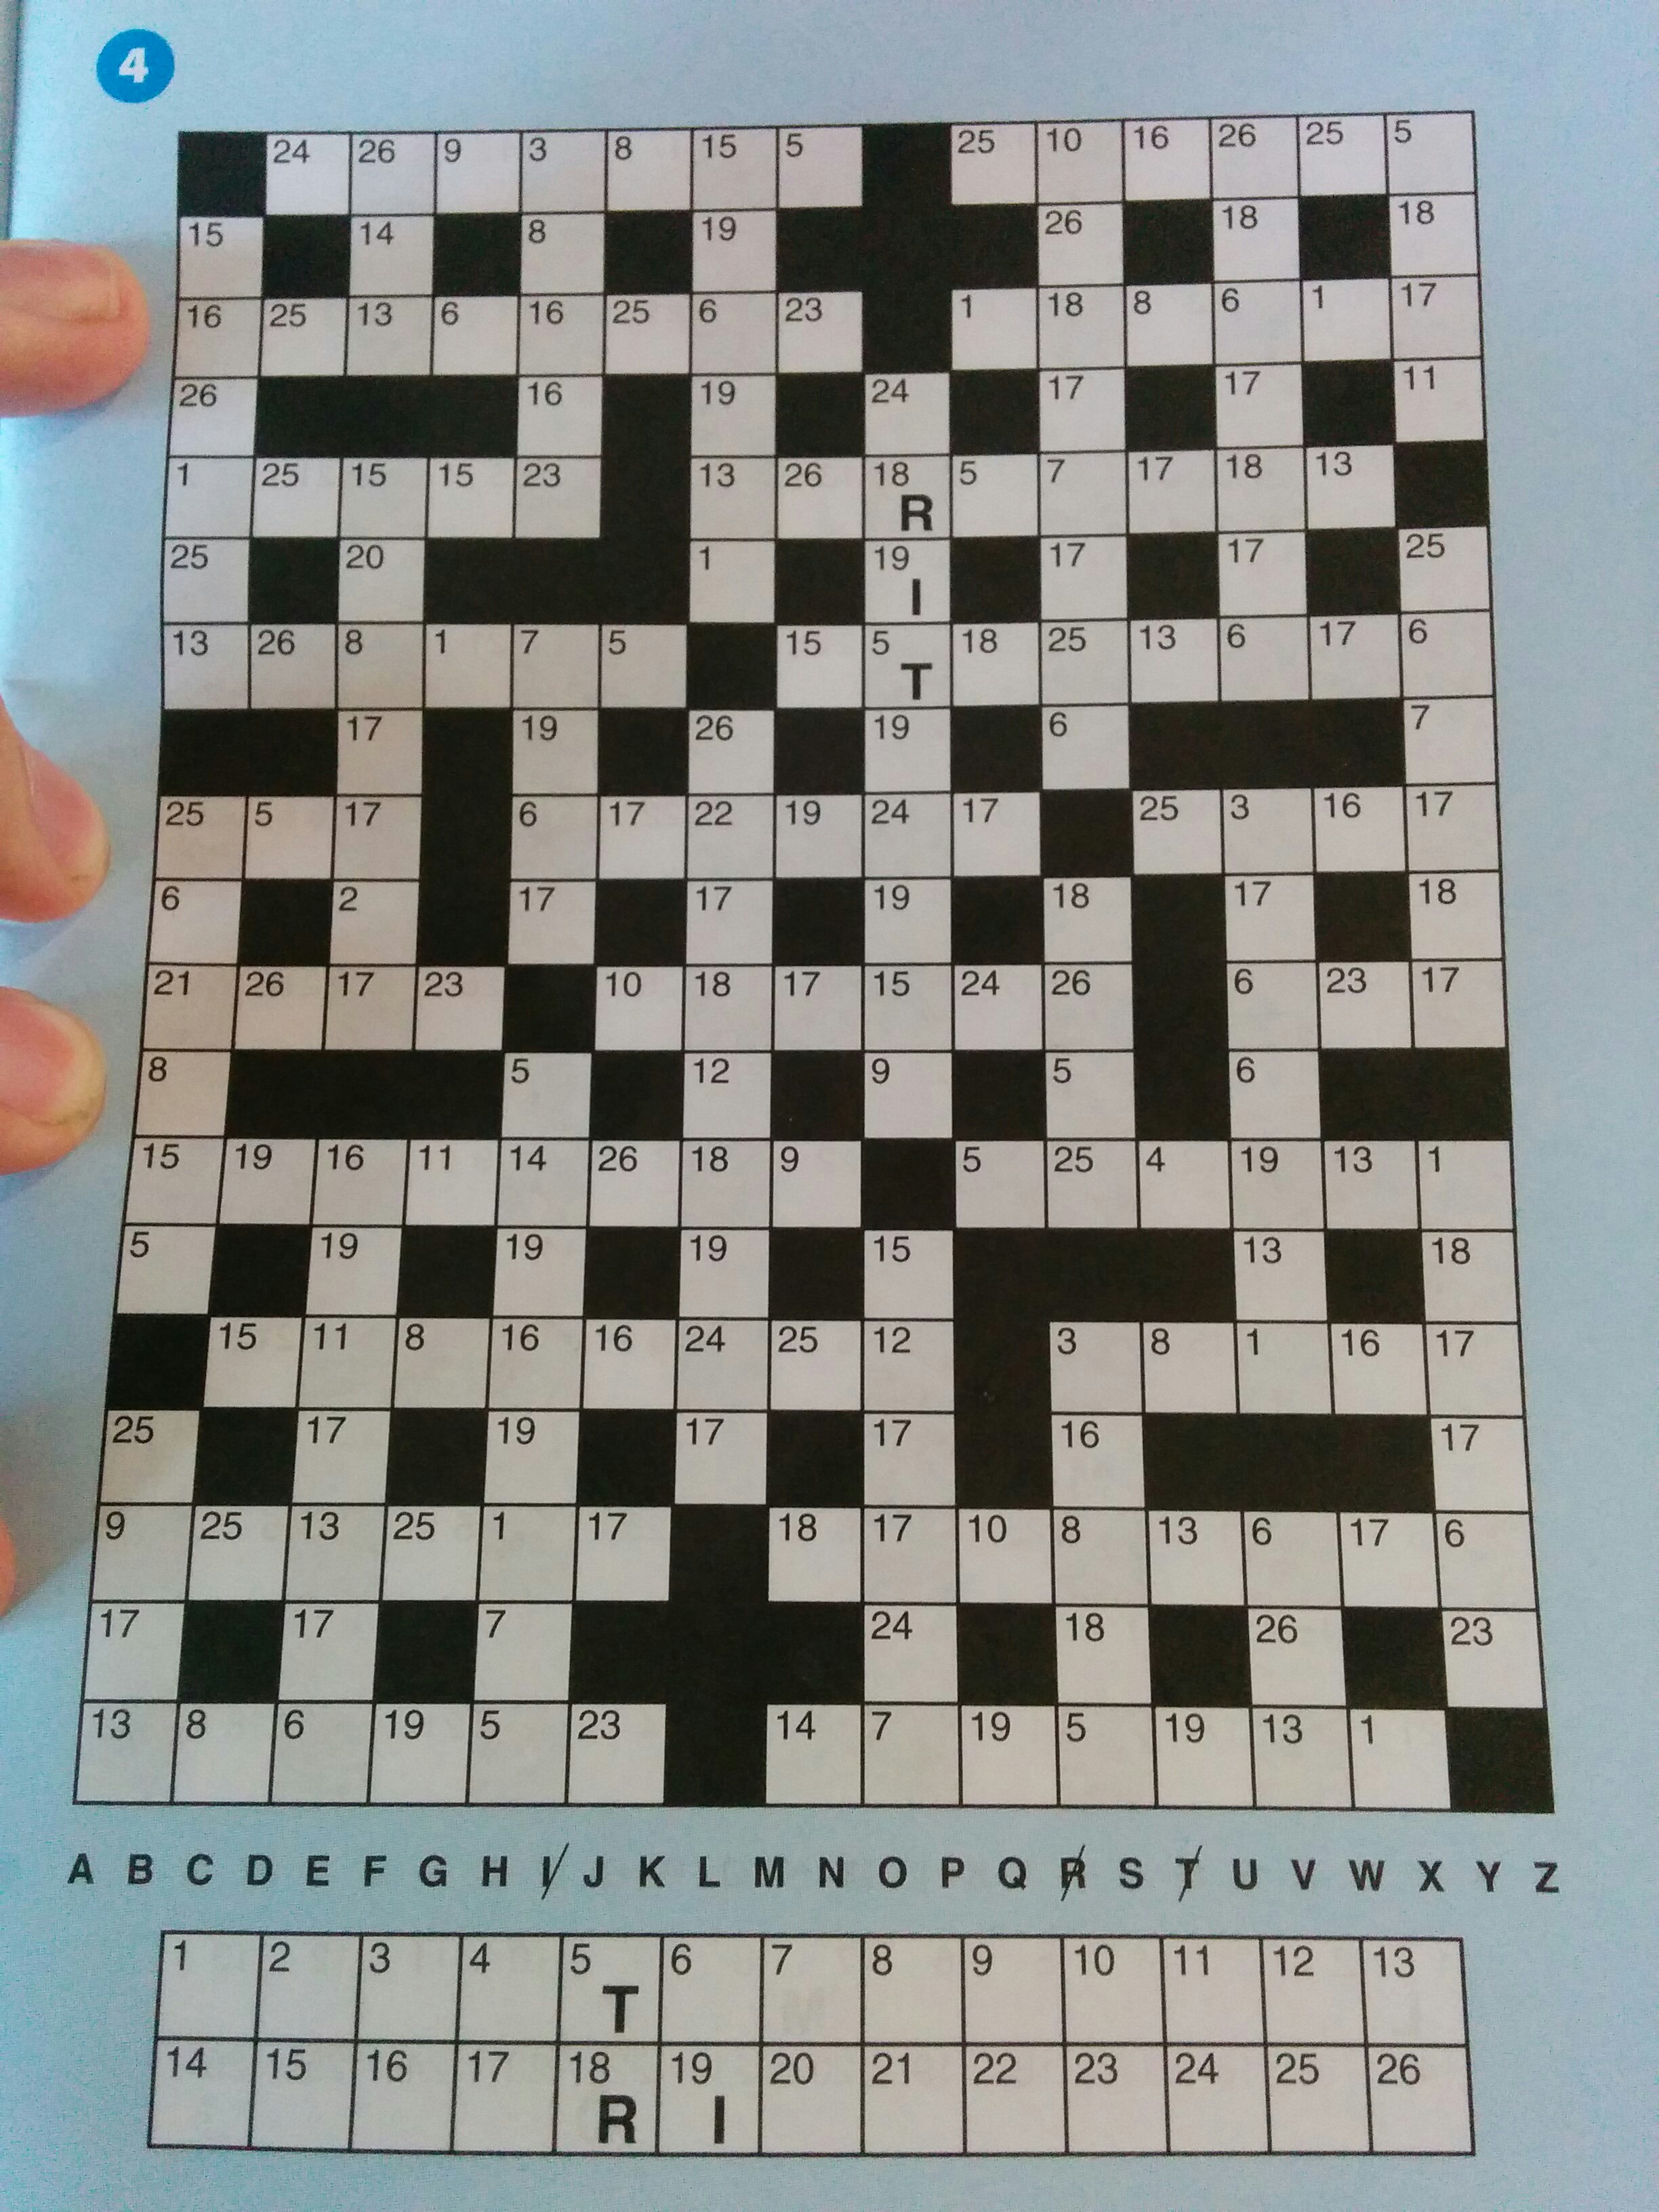 4
24 26 9 3 8 15 5 25 10 16 26 25 5
15 14 8 19 26 18 18
16 25 13 6 16 25 6 23 1 18 8 6 1 17
26 16 19 24 17 17 11
1 25 15 15 23 13 26 18 R 5 7 17 18 13
25 20 1 19 I 17 17 25
13 26 8 1 7 5 15 5 T 18 25 13 6 17 6
17 19 26 19 6 7
25 5 17 6 17 22 19 24 17 25 3 16 17
6 2 17 17 19 18 17 18
21 26 17 23 10 18 17 15 24 26 6 23 17
8 5 12 9 5 6
15 19 16 11 14 26 18 9 5 25 4 19 13 1
5 19 19 19 15 13 18
15 11 8 16 16 24 25 12 3 8 1 16 17
25 17 19 17 17 16 17
9 25 13 25 1 17 18 17 10 8 13 6 17 6
17 17 7 24 18 26 23
13 8 6 19 5 23 14 7 19 5 19 13 1
A B C D E F G H I J K L M N O P Q R S T U V W X Y Z
1 2 3 4 5 T 6 7 8 9 10 11 12 13
14 15 16 17 18 R 19 I 20 21 22 23 24 25 26